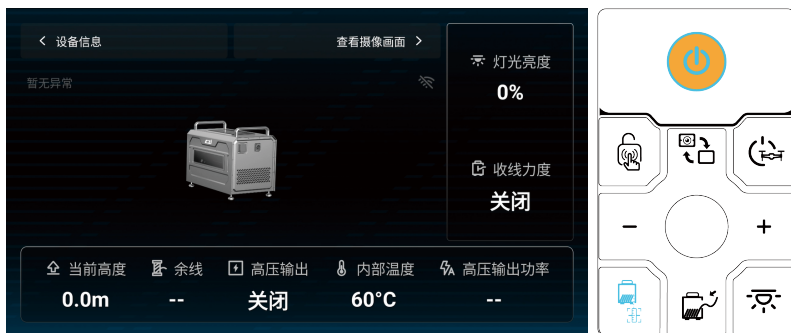 设备信息
查看摄像画面
暂无异常
灯光亮度
0%
收线力度
关闭
当前高度 余线 高压输出 内部温度 高压输出功率
0.0m -- 关闭 60°C --
- +